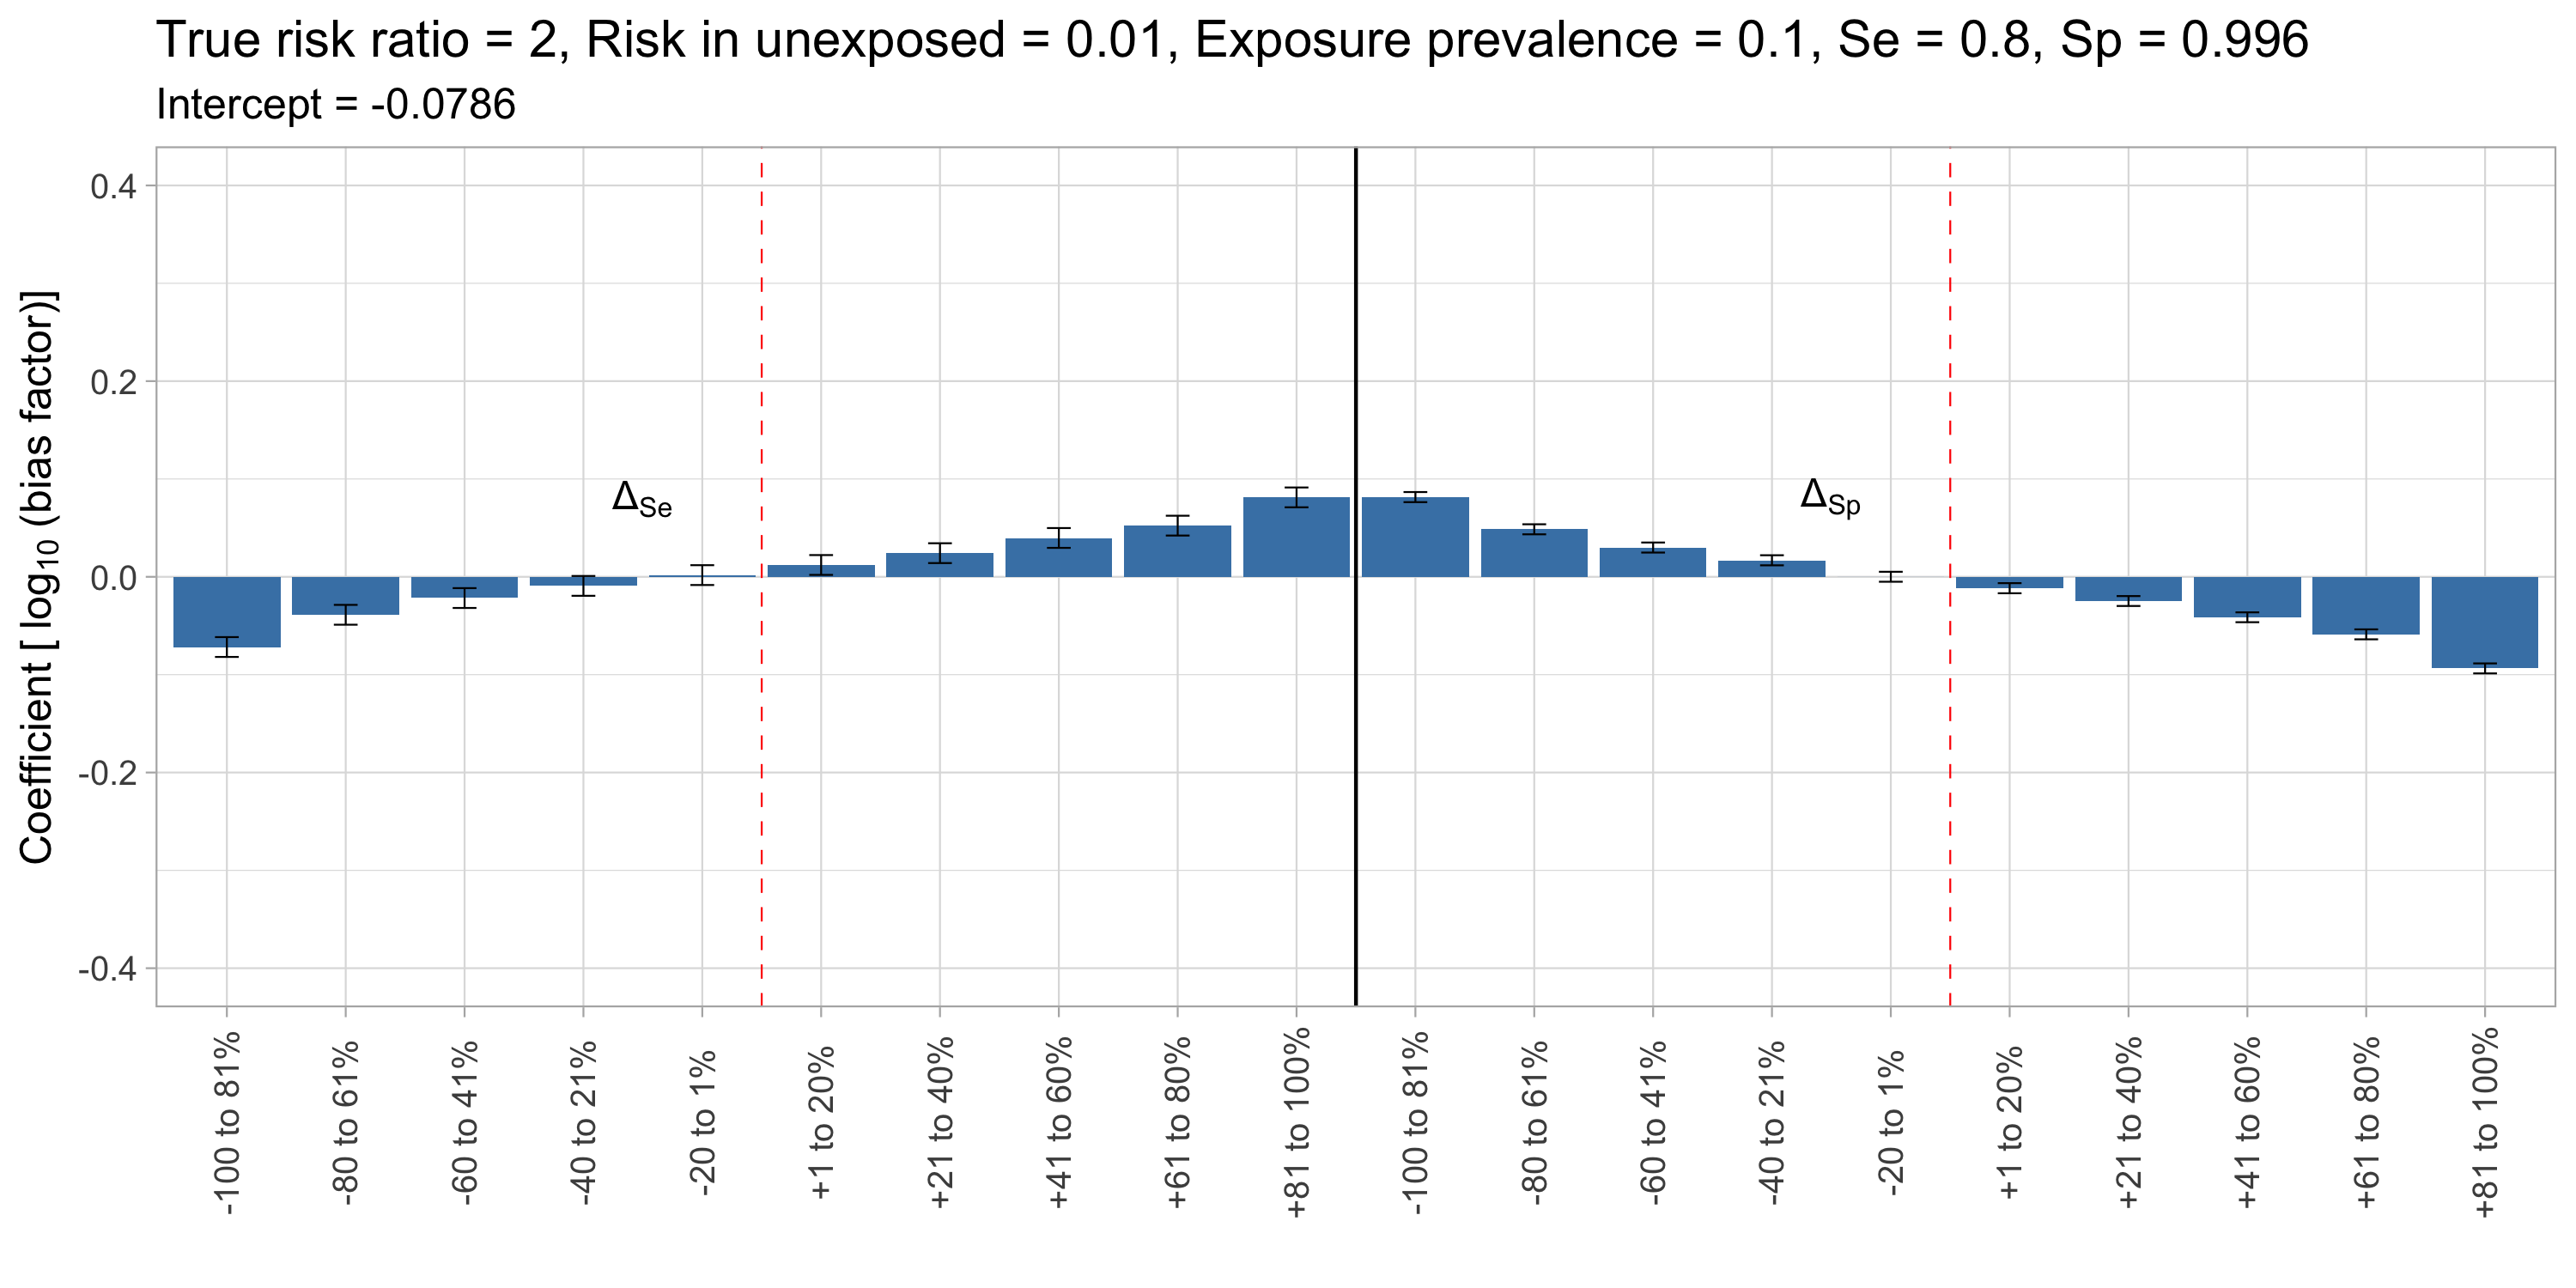 True risk ratio = 2, Risk in unexposed = 0.01, Exposure prevalence = 0.1, Se = 0.8, Sp = 0.996
Intercept = -0.0786
Coefficient [ log10 (bias factor)]
0.4
0.2
0.0
-0.2
-0.4
ΔSe
ΔSp
-100 to 81%
-80 to 61%
-60 to 41%
-40 to 21%
-20 to 1%
+1 to 20%
+21 to 40%
+41 to 60%
+61 to 80%
+81 to 100%
-100 to 81%
-80 to 61%
-60 to 41%
-40 to 21%
-20 to 1%
+1 to 20%
+21 to 40%
+41 to 60%
+61 to 80%
+81 to 100%